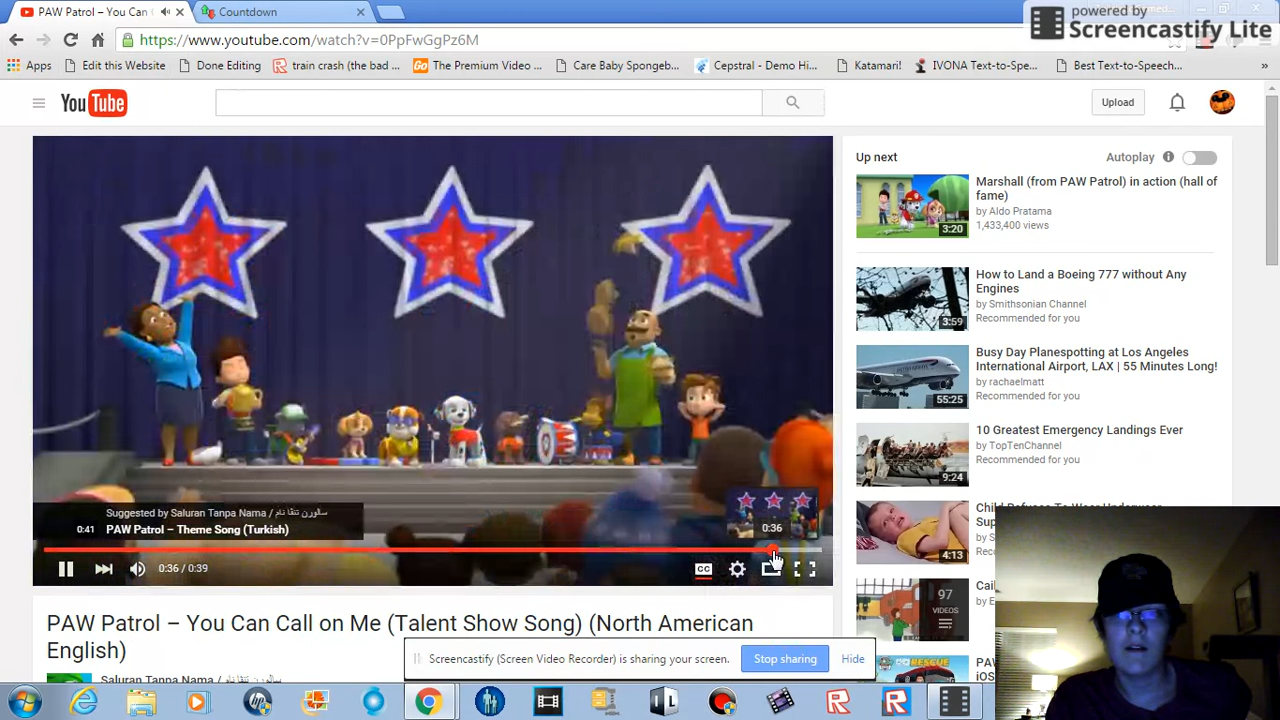 PAW Patrol – You Can
Countdown
powered by
Screencastify Lite
https://www.youtube.com/watch?v=0PpFwGgPz6I
Apps
Edit this Website
Done Editing
train crash (the bad ...
The Centrum Video ...
Care Baby Spongeb...
Cepstral - Demo Hi...
Katamari!
IVONA Text-to-Spe...
Best Text-to-Speech...
»
YouTube
Upload
Up next
Autoplay
Marshall (from PAW Patrol) in action (hall of
fame)
by Aldo Pratama
1,433,400 views
3:20
How to Land a Boeing 777 without Any
Engines
by Smithsonian Channel
Recommended for you
3:59
Busy Day Planespotting at Los Angeles
International Airport, LAX | 55 Minutes Long!
by rachaelmatt
Recommended for you
55:25
10 Greatest Emergency Landings Ever
by TopTenChannel
Recommended for you
9:24
4:13
97
VIDEOS
Suggested by Saluran Tanpa Nama / سالورن تنڤا نام
0:41
PAW Patrol – Theme Song (Turkish)
0:36
0:36 / 0:39
CC
PAW Patrol – You Can Call on Me (Talent Show Song) (North American
English)
Saluran Tanpa Nama / سالورن تنڤا نام
Screencastify (Screen Video Recorder) is sharing your screen.
Stop sharing
Hide
hp